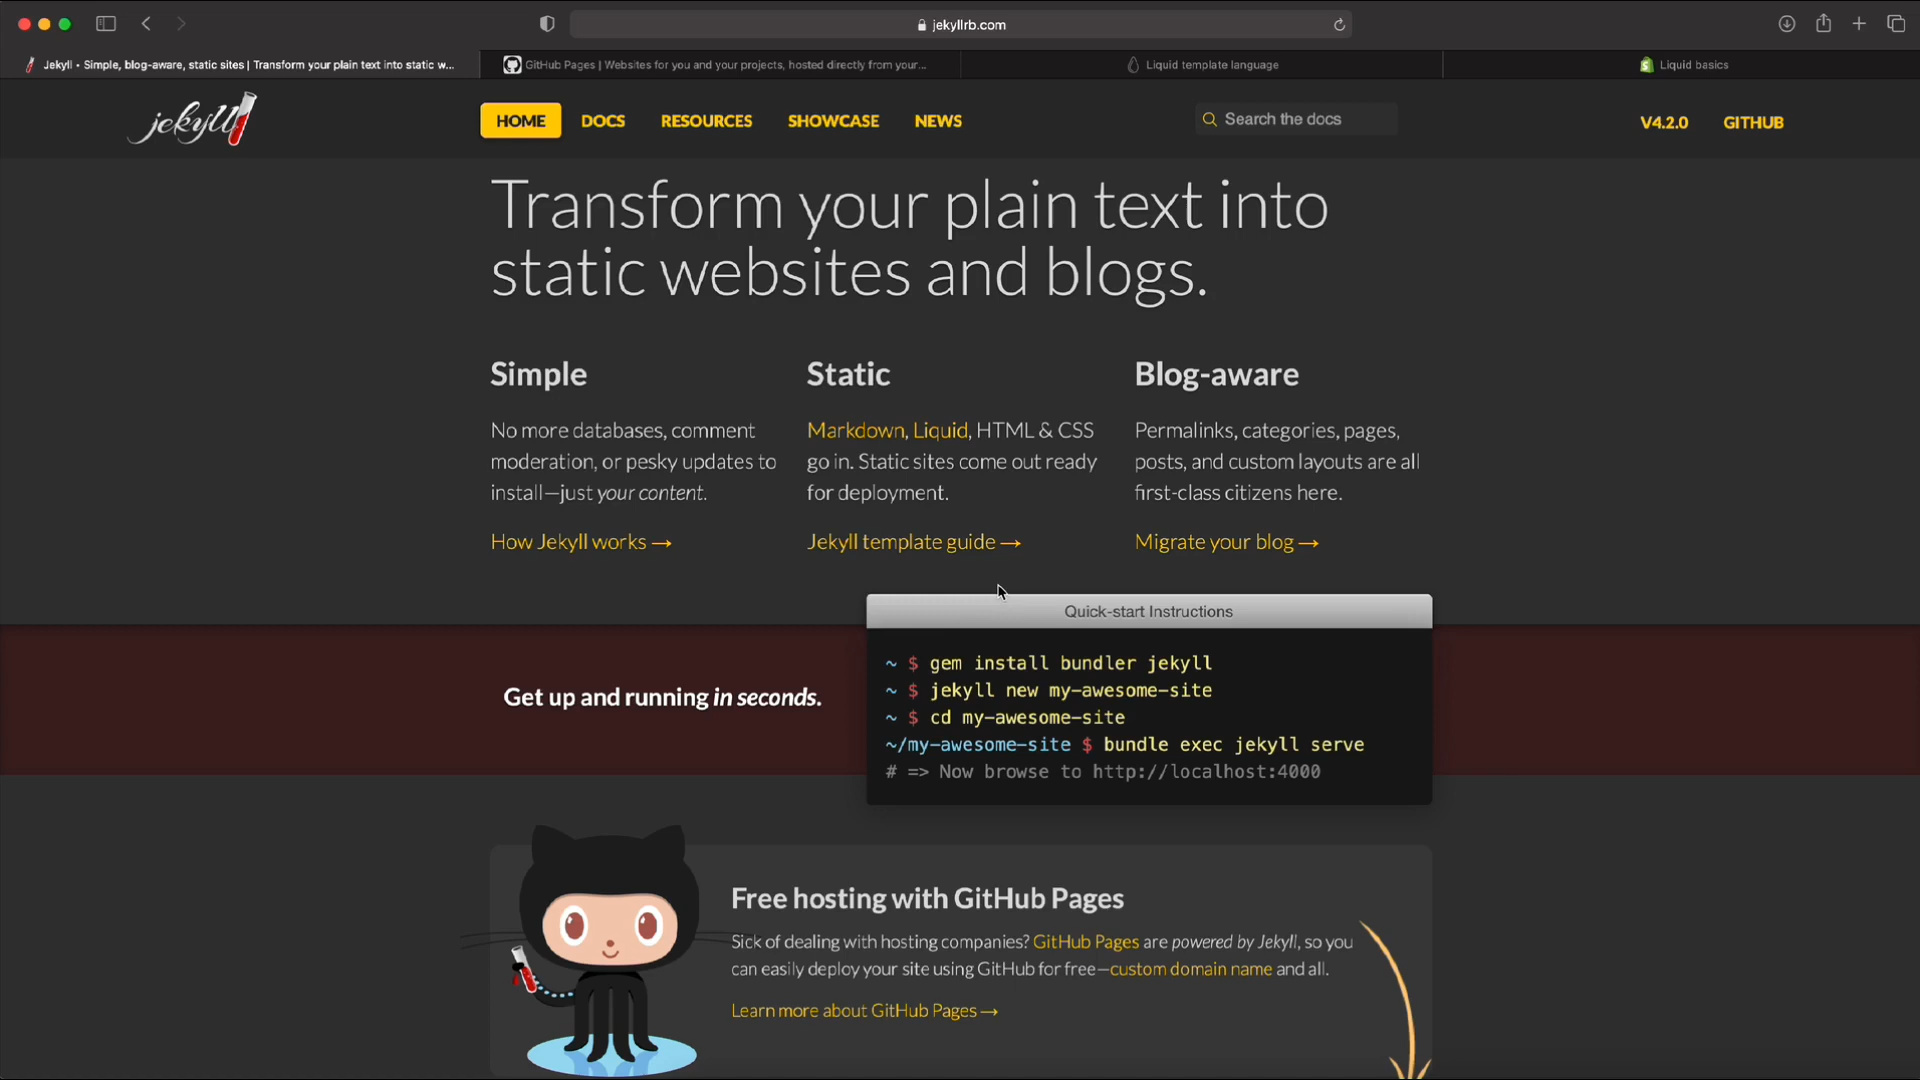 jekyllrb.com
Jekyll • Simple, blog-aware, static sites | Transform your plain text into static w...
GitHub Pages | Websites for you and your projects, hosted directly from your...
Liquid template language
Liquid basics
jekyll
HOME
DOCS
RESOURCES
SHOWCASE
NEWS
Search the docs
V4.2.0
GITHUB
Transform your plain text into
static websites and blogs.
Simple
No more databases, comment
moderation, or pesky updates to
install—just your content.
How Jekyll works →
Static
Markdown, Liquid, HTML & CSS
go in. Static sites come out ready
for deployment.
Jekyll template guide →
Blog-aware
Permalinks, categories, pages,
posts, and custom layouts are all
first-class citizens here.
Migrate your blog →
Get up and running in seconds.
Quick-start Instructions
~ $ gem install bundler jekyll
~ $ jekyll new my-awesome-site
~ $ cd my-awesome-site
~/my-awesome-site $ bundle exec jekyll serve
# => Now browse to http://localhost:4000
Free hosting with GitHub Pages
Sick of dealing with hosting companies? GitHub Pages are powered by Jekyll, so you
can easily deploy your site using GitHub for free—custom domain name and all.
Learn more about GitHub Pages →